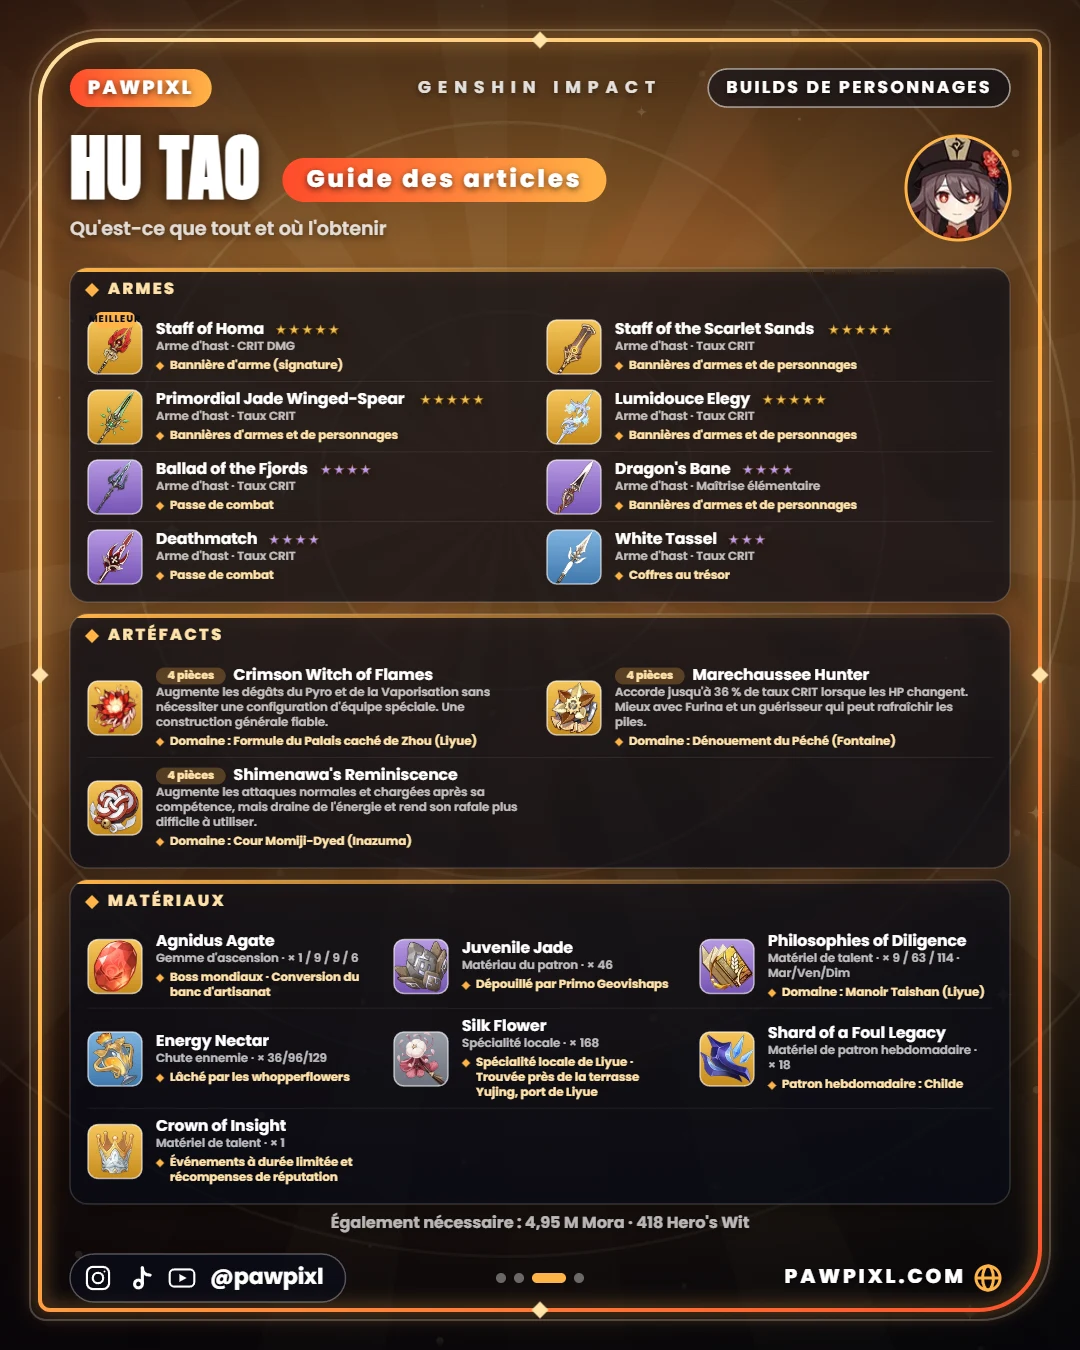 PAWPIXL
GENSHIN IMPACT
BUILDS DE PERSONNAGES
HU TAO
Guide des articles
Qu'est-ce que tout et où l'obtenir
ARMES
MEILLEUR
Staff of Homa ★★★★★
Arme d'hast · CRIT DMG
Bannière d'arme (signature)
Staff of the Scarlet Sands ★★★★★
Arme d'hast · Taux CRIT
Bannières d'armes et de personnages
Primordial Jade Winged-Spear ★★★★★
Arme d'hast · Taux CRIT
Bannières d'armes et de personnages
Lumidouce Elegy ★★★★★
Arme d'hast · Taux CRIT
Bannières d'armes et de personnages
Ballad of the Fjords ★★★★
Arme d'hast · Taux CRIT
Passe de combat
Dragon's Bane ★★★★
Arme d'hast · Maîtrise élémentaire
Bannières d'armes et de personnages
Deathmatch ★★★★
Arme d'hast · Taux CRIT
Passe de combat
White Tassel ★★★
Arme d'hast · Taux CRIT
Coffres au trésor
ARTÉFACTS
4 pièces Crimson Witch of Flames
Augmente les dégâts du Pyro et de la Vaporisation sans
nécessiter une configuration d'équipe spéciale. Une
construction générale fiable.
Domaine : Formule du Palais caché de Zhou (Liyue)
4 pièces Marechaussee Hunter
Accorde jusqu'à 36 % de taux CRIT lorsque les HP changent.
Mieux avec Furina et un guérisseur qui peut rafraîchir les
piles.
Domaine : Dénouement du Péché (Fontaine)
4 pièces Shimenawa's Reminiscence
Augmente les attaques normales et chargées après sa
compétence, mais draine de l'énergie et rend son rafale plus
difficile à utiliser.
Domaine : Cour Momiji-Dyed (Inazuma)
MATÉRIAUX
Agnidus Agate
Gemme d'ascension · × 1 / 9 / 9 / 6
Boss mondiaux · Conversion du
banc d'artisanat
Juvenile Jade
Matériau du patron · × 46
Dépouillé par Primo Geovishaps
Philosophies of Diligence
Matériel de talent · × 9 / 63 / 114 ·
Mar/Ven/Dim
Domaine : Manoir Taishan (Liyue)
Energy Nectar
Chute ennemie · × 36/96/129
Lâché par les whopperflowers
Silk Flower
Spécialité locale · × 168
Spécialité locale de Liyue ·
Trouvée près de la terrasse
Yujing, port de Liyue
Shard of a Foul Legacy
Matériel de patron hebdomadaire ·
× 18
Patron hebdomadaire : Childe
Crown of Insight
Matériel de talent · × 1
Événements à durée limitée et
récompenses de réputation
Également nécessaire : 4,95 M Mora · 418 Hero's Wit
@pawpixl
PAWPIXL.COM